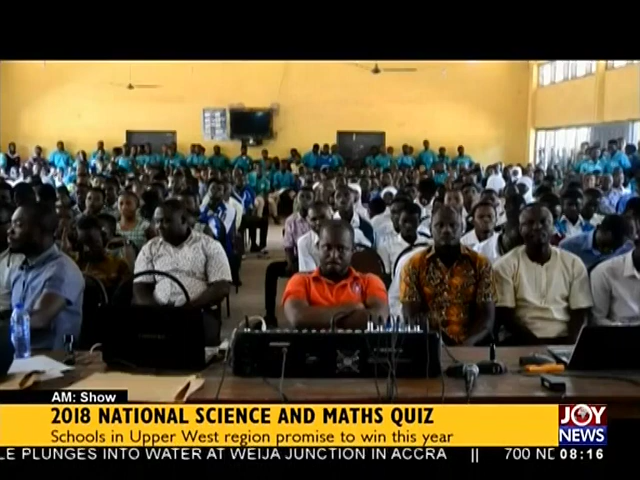 AM: Show
2018 NATIONAL SCIENCE AND MATHS QUIZ
Schools in Upper West region promise to win this year
JOY
NEWS
LE PLUNGES INTO WATER AT WEIJA JUNCTION IN ACCRA || 700 ND
08:16